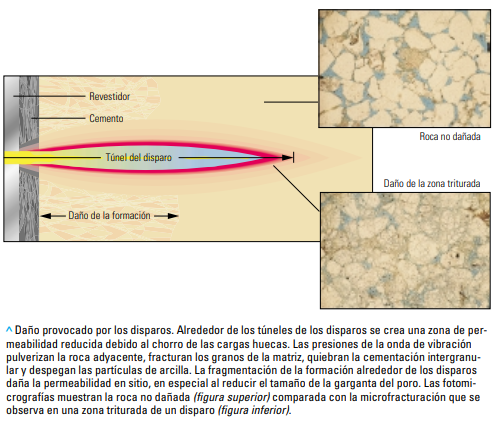 Revestidor
Cemento
Roca no dañada
Túnel del disparo
Daño de la zona triturada
Daño de la formación
^ Daño provocado por los disparos. Alrededor de los túneles de los disparos se crea una zona de per-
meabilidad reducida debido al chorro de las cargas huecas. Las presiones de la onda de vibración
pulverizan la roca adyacente, fracturan los granos de la matriz, quiebran la cementación intergranu-
lar y despegan las partículas de arcilla. La fragmentación de la formación alrededor de los disparos
daña la permeabilidad en sitio, en especial al reducir el tamaño de la garganta del poro. Las fotomi-
crografías muestran la roca no dañada (figura superior) comparada con la microfracturación que se
observa en una zona triturada de un disparo (figura inferior).